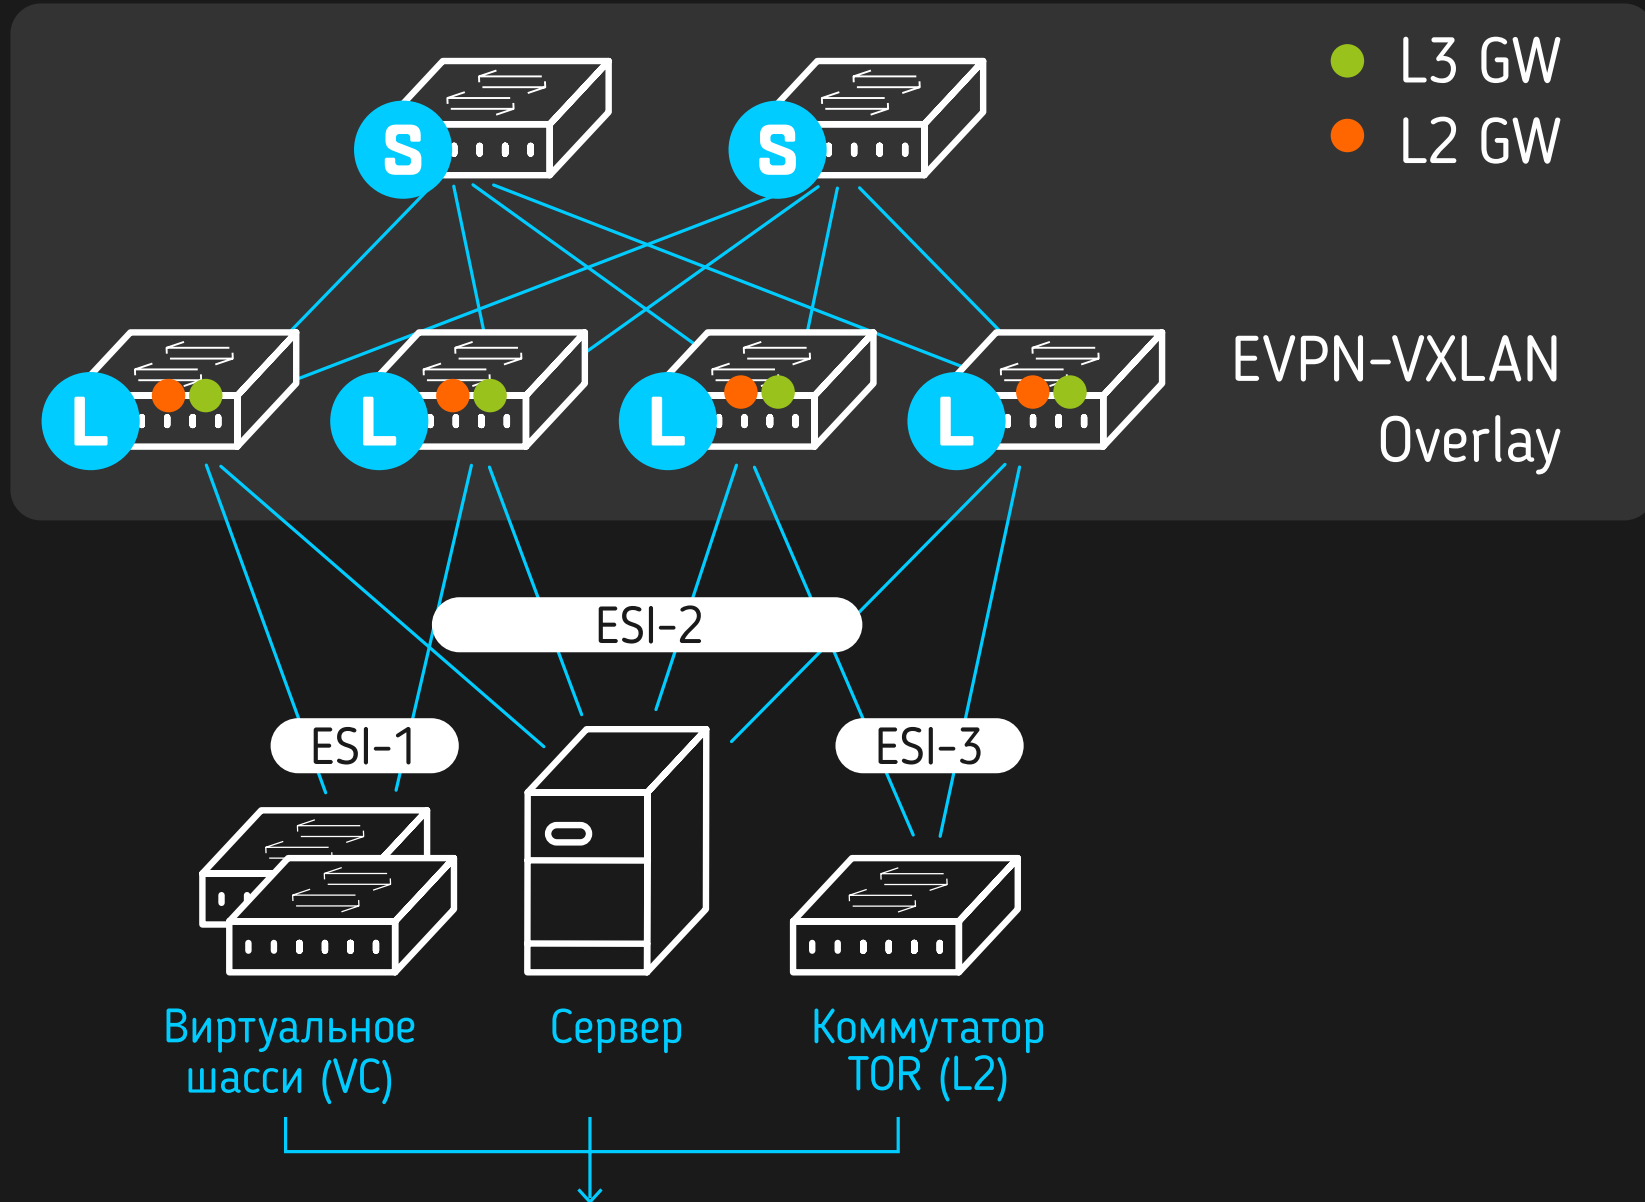 L3 GW
L2 GW
S
S
EVPN-VXLAN
Overlay
L
L
L
L
ESI-2
ESI-1
ESI-3
Виртуальное
шасси (VC)
Сервер
Коммутатор
TOR (L2)